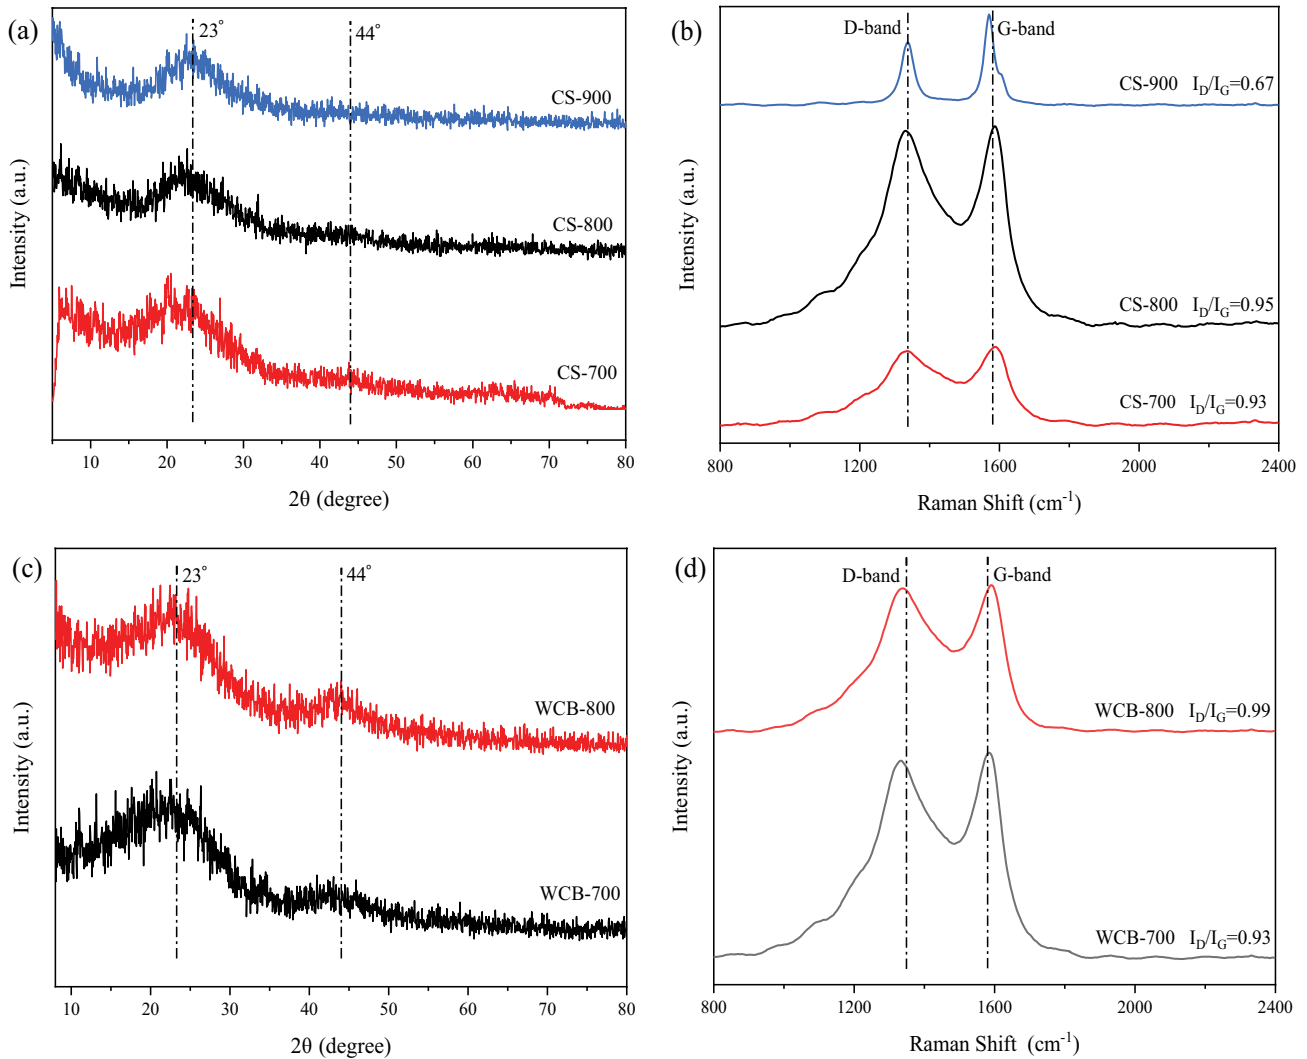 (a)
23°
44°
CS-900
CS-800
CS-700
Intensity (a.u.)
10 20 30 40 50 60 70 80
2θ (degree)
(b)
D-band G-band
CS-900 I_D/I_G=0.67
CS-800 I_D/I_G=0.95
CS-700 I_D/I_G=0.93
Intensity (a.u.)
800 1200 1600 2000 2400
Raman Shift (cm⁻¹)
(c)
23°
44°
WCB-800
WCB-700
Intensity (a.u.)
10 20 30 40 50 60 70 80
2θ (degree)
(d)
D-band G-band
WCB-800 I_D/I_G=0.99
WCB-700 I_D/I_G=0.93
Intensity (a.u.)
800 1200 1600 2000 2400
Raman Shift (cm⁻¹)